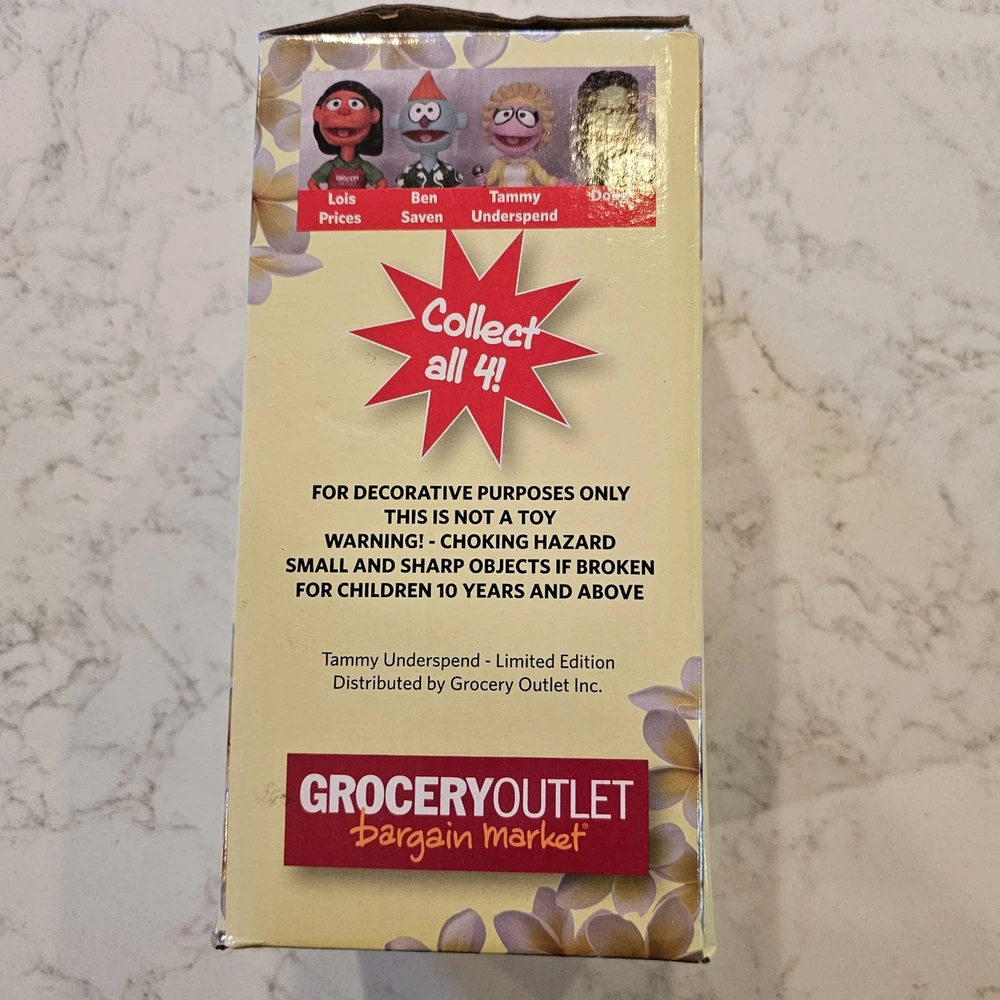 GROCERY
OUTLET
Lois
Prices
Ben
Saven
Tammy
Underspend
Collect
all 4!
FOR DECORATIVE PURPOSES ONLY
THIS IS NOT A TOY
WARNING! - CHOKING HAZARD
SMALL AND SHARP OBJECTS IF BROKEN
FOR CHILDREN 10 YEARS AND ABOVE
Tammy Underspend - Limited Edition
Distributed by Grocery Outlet Inc.
GROCERYOUTLET
bargain market®